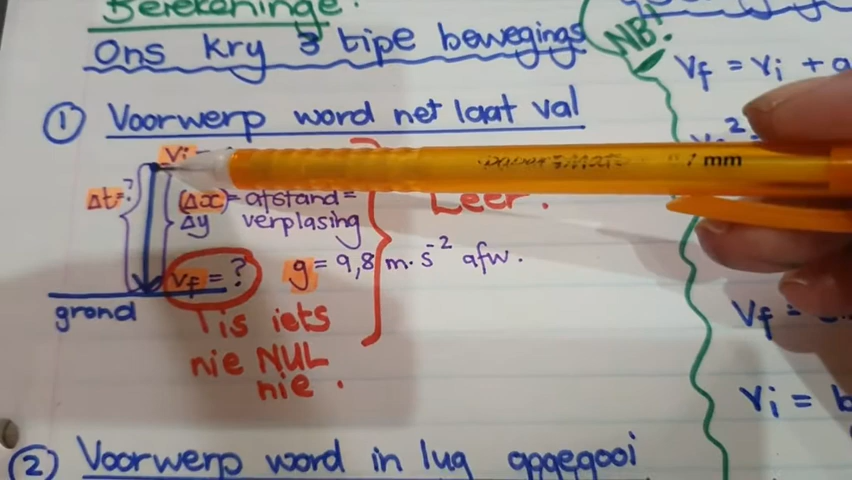 Berekeninge.
Ons kry 3 tipe bewegings
NB!
Vf = Vi + a
① Voorwerp word net laat val
Vi
mm
Δt = ?
(Δx) = afstand =
Δy verplasing
Leer.
Vf = ?
g = 9,8 m·s⁻² afw.
grond
Tis iets
nie NUL
nie.
Vf =
Vi = b
② Voorwerp word in lug opgegooi